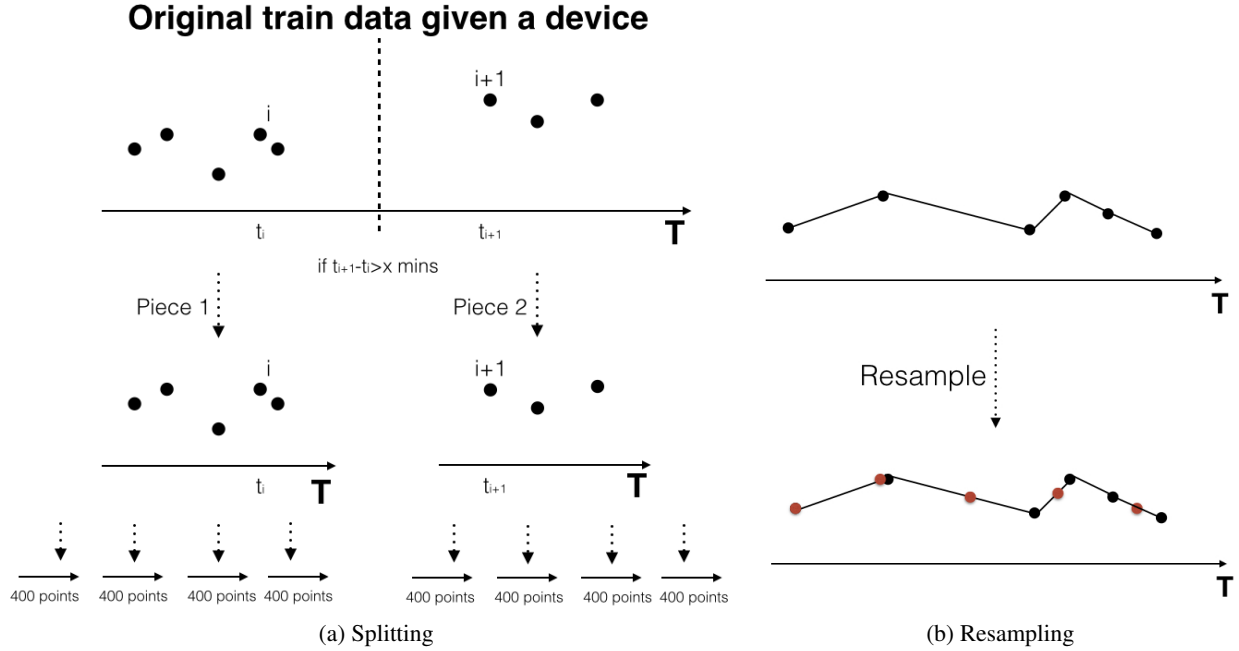 Original train data given a device
i
i+1
tᵢ
tᵢ₊₁
T
if tᵢ₊₁-tᵢ>x mins
Piece 1
Piece 2
i
i+1
tᵢ
T
tᵢ₊₁
T
400 points
400 points
400 points
400 points
400 points
400 points
400 points
400 points
(a) Splitting
T
Resample
T
(b) Resampling